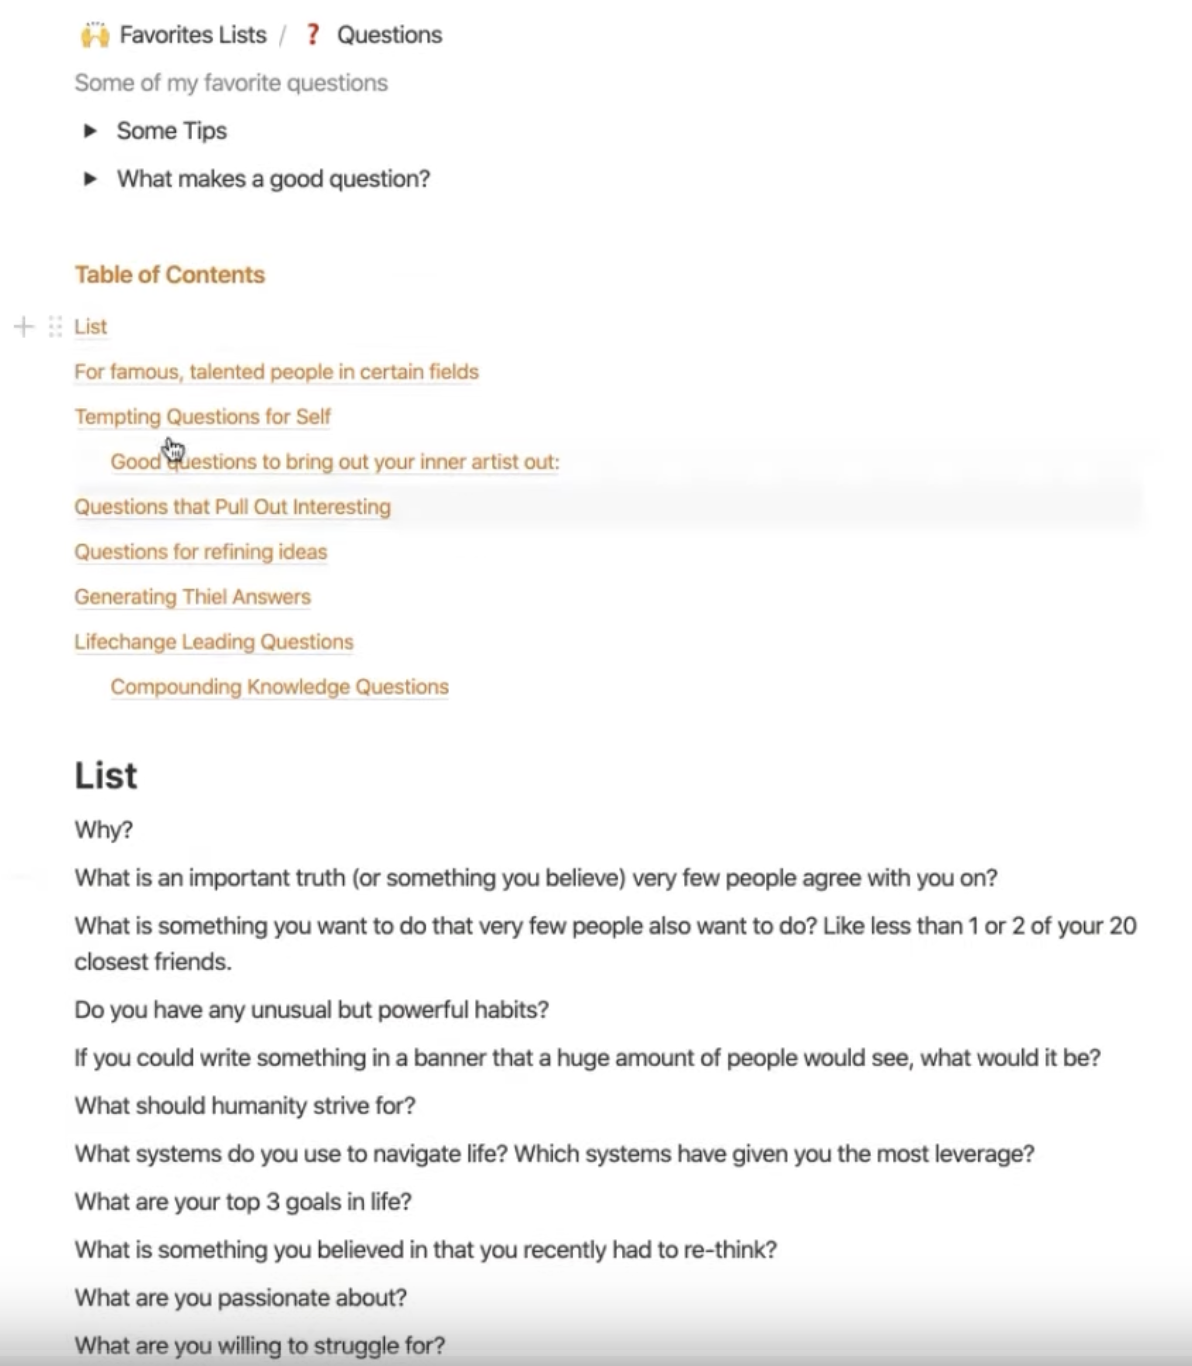 Favorites Lists / ❓ Questions
Some of my favorite questions
Some Tips
What makes a good question?
Table of Contents
List
For famous, talented people in certain fields
Tempting Questions for Self
Good questions to bring out your inner artist out:
Questions that Pull Out Interesting
Questions for refining ideas
Generating Thiel Answers
Lifechange Leading Questions
Compounding Knowledge Questions
List
Why?
What is an important truth (or something you believe) very few people agree with you on?
What is something you want to do that very few people also want to do? Like less than 1 or 2 of your 20
closest friends.
Do you have any unusual but powerful habits?
If you could write something in a banner that a huge amount of people would see, what would it be?
What should humanity strive for?
What systems do you use to navigate life? Which systems have given you the most leverage?
What are your top 3 goals in life?
What is something you believed in that you recently had to re-think?
What are you passionate about?
What are you willing to struggle for?